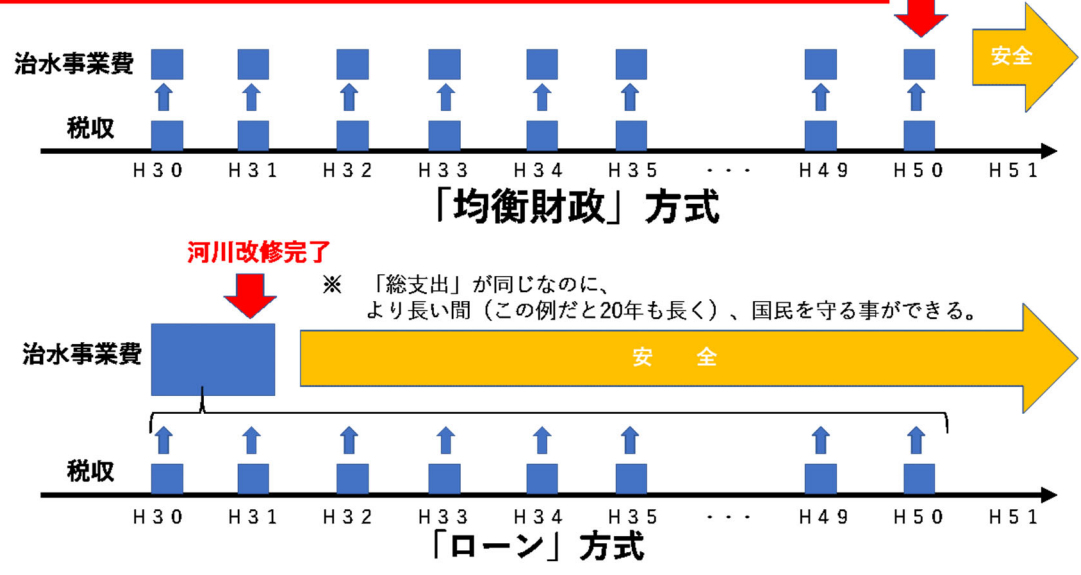 治水事業費
安全
税収
H30 H31 H32 H33 H34 H35 ・・・ H49 H50 H51
「均衡財政」方式
河川改修完了
※ 「総支出」が同じなのに、
より長い間（この例だと20年も長く）、国民を守る事ができる。
治水事業費
安 全
税収
H30 H31 H32 H33 H34 H35 ・・・ H49 H50 H51
「ローン」方式